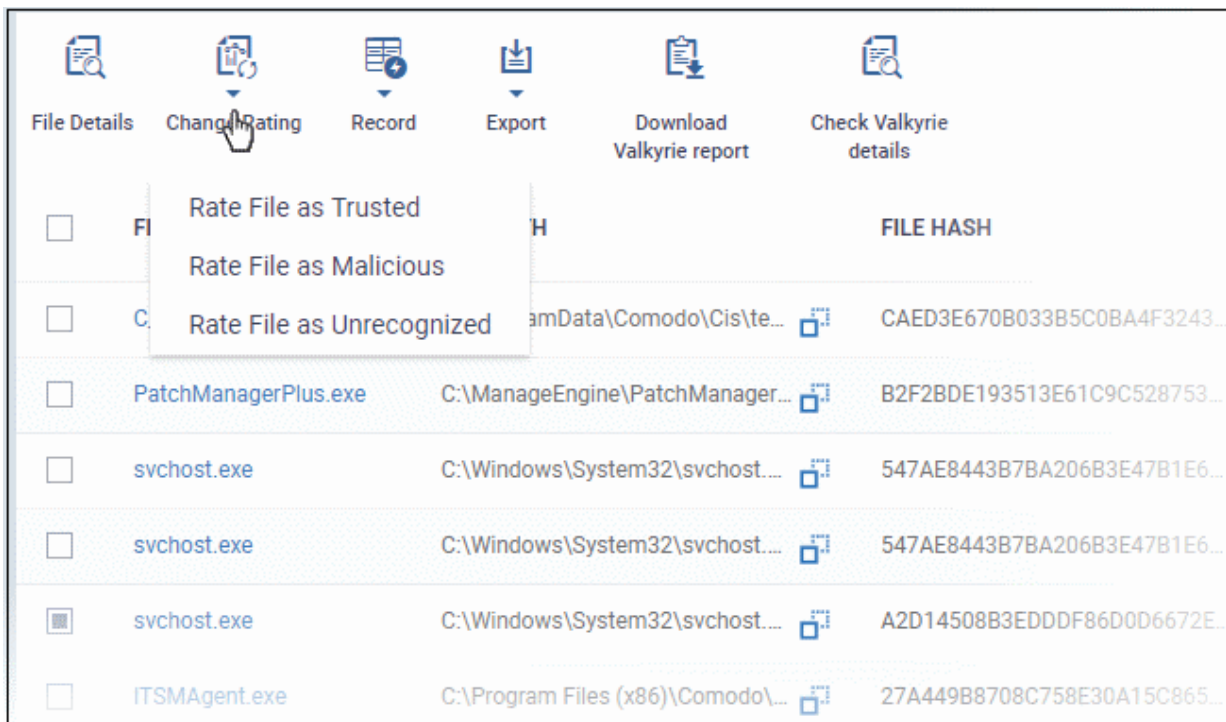 File Details Change Rating Record Export Download Valkyrie report Check Valkyrie details
Rate File as Trusted
FI H FILE HASH
Rate File as Malicious
Rate File as Unrecognized
C_ amData\Comodo\Cis\te... CAED3E670B033B5C0BA4F3243...
PatchManagerPlus.exe C:\ManageEngine\PatchManager... B2F2BDE193513E61C9C528753...
svchost.exe C:\Windows\System32\svchost.... 547AE8443B7BA206B3E47B1E6...
svchost.exe C:\Windows\System32\svchost.... 547AE8443B7BA206B3E47B1E6...
svchost.exe C:\Windows\System32\svchost.... A2D14508B3EDDDF86D0D6672E...
ITSMAgent.exe C:\Program Files (x86)\Comodo\... 27A449B8708C758E30A15C865...